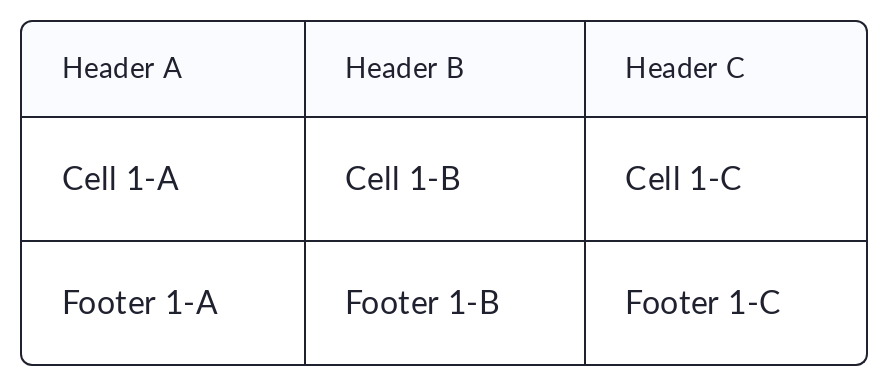 Header A Header B Header C
Cell 1-A Cell 1-B Cell 1-C
Footer 1-A Footer 1-B Footer 1-C